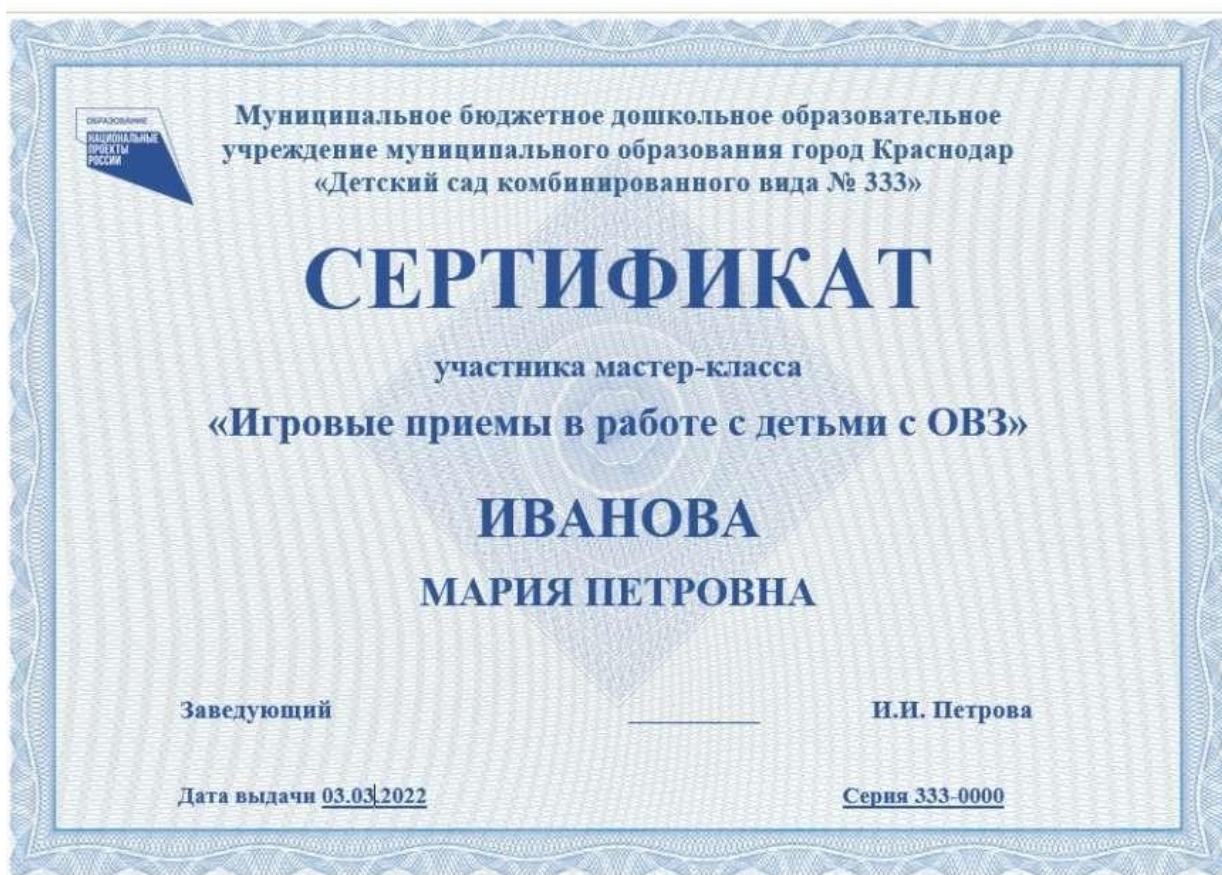 ОБРАЗОВАНИЕ
НАЦИОНАЛЬНЫЕ
ПРОЕКТЫ
РОССИИ
Муниципальное бюджетное дошкольное образовательное
учреждение муниципального образования город Краснодар
«Детский сад комбинированного вида № 333»
СЕРТИФИКАТ
участника мастер-класса
«Игровые приемы в работе с детьми с ОВЗ»
ИВАНОВА
МАРИЯ ПЕТРОВНА
Заведующий ____________ И.И. Петрова
Дата выдачи 03.03.2022 Серия 333-0000